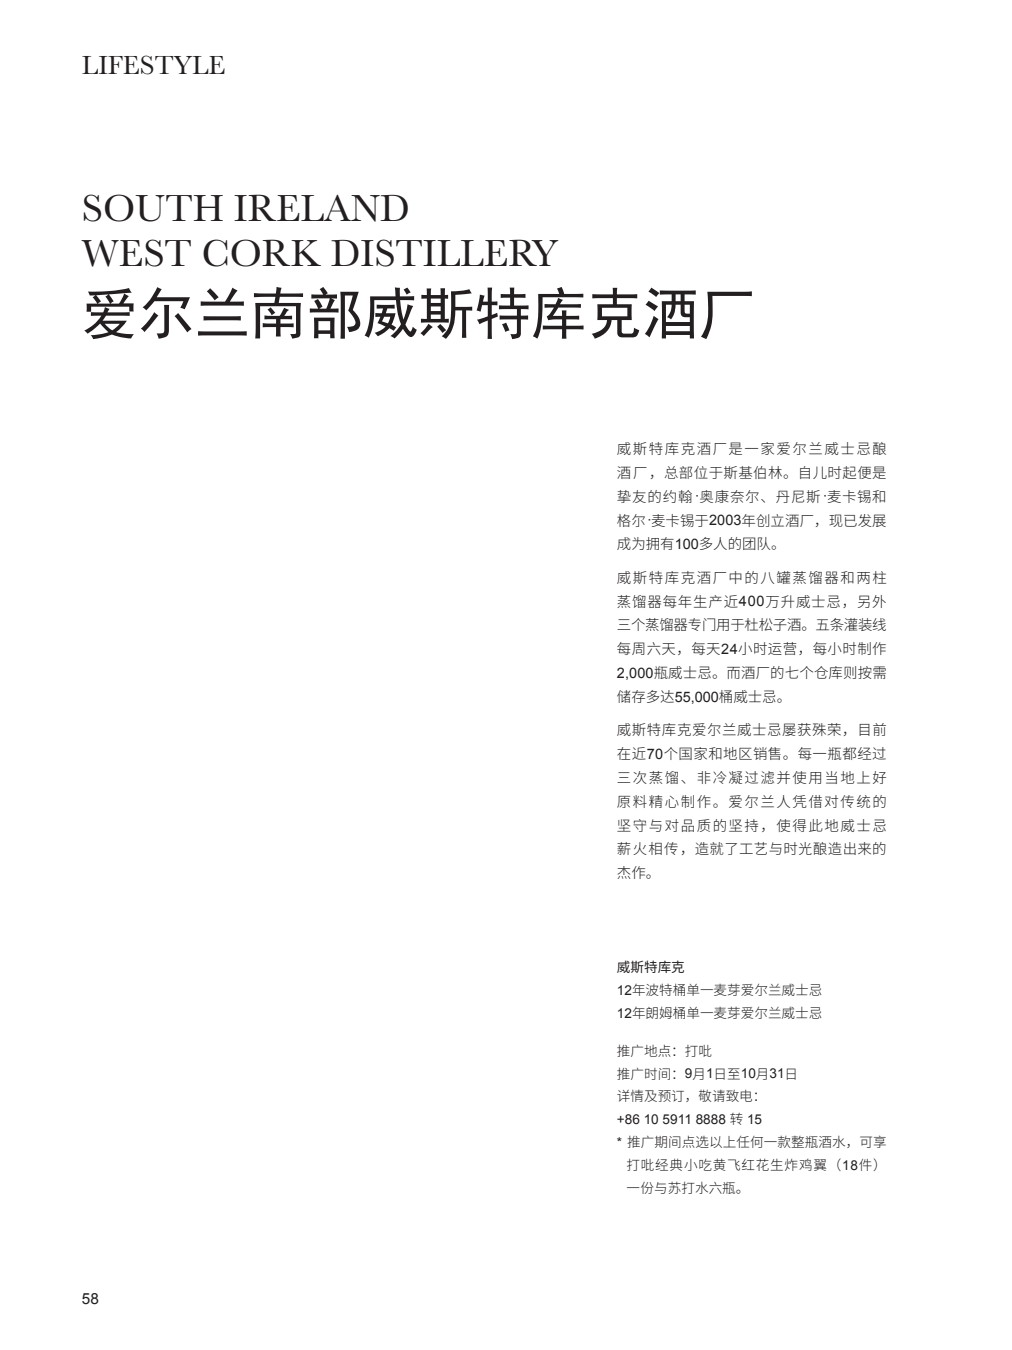 LIFESTYLE
SOUTH IRELAND
WEST CORK DISTILLERY
爱尔兰南部威斯特库克酒厂
威斯特库克酒厂是一家爱尔兰威士忌酿
酒厂，总部位于斯基伯林。自儿时起便是
挚友的约翰·奥康奈尔、丹尼斯·麦卡锡和
格尔·麦卡锡于2003年创立酒厂，现已发展
成为拥有100多人的团队。
威斯特库克酒厂中的八罐蒸馏器和两柱
蒸馏器每年生产近400万升威士忌，另外
三个蒸馏器专门用于杜松子酒。五条灌装线
每周六天，每天24小时运营，每小时制作
2,000瓶威士忌。而酒厂的七个仓库则按需
储存多达55,000桶威士忌。
威斯特库克爱尔兰威士忌屡获殊荣，目前
在近70个国家和地区销售。每一瓶都经过
三次蒸馏、非冷凝过滤并使用当地上好
原料精心制作。爱尔兰人凭借对传统的
坚守与对品质的坚持，使得此地威士忌
薪火相传，造就了工艺与时光酿造出来的
杰作。
威斯特库克
12年波特桶单一麦芽爱尔兰威士忌
12年朗姆桶单一麦芽爱尔兰威士忌
推广地点：打吡
推广时间：9月1日至10月31日
详情及预订，敬请致电：
+86 10 5911 8888 转 15
* 推广期间点选以上任何一款整瓶酒水，可享
打吡经典小吃黄飞红花生炸鸡翼（18件）
一份与苏打水六瓶。
58